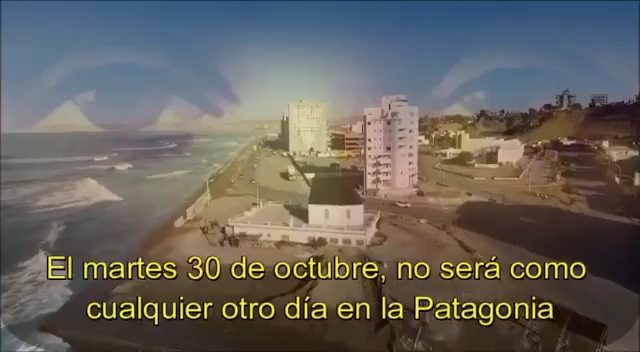 El martes 30 de octubre, no será como
cualquier otro día en la Patagonia